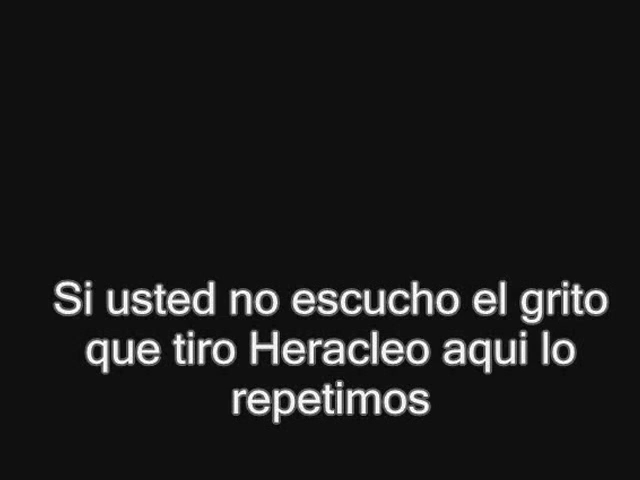 Si usted no escucho el grito
que tiro Heracleo aqui lo
repetimos